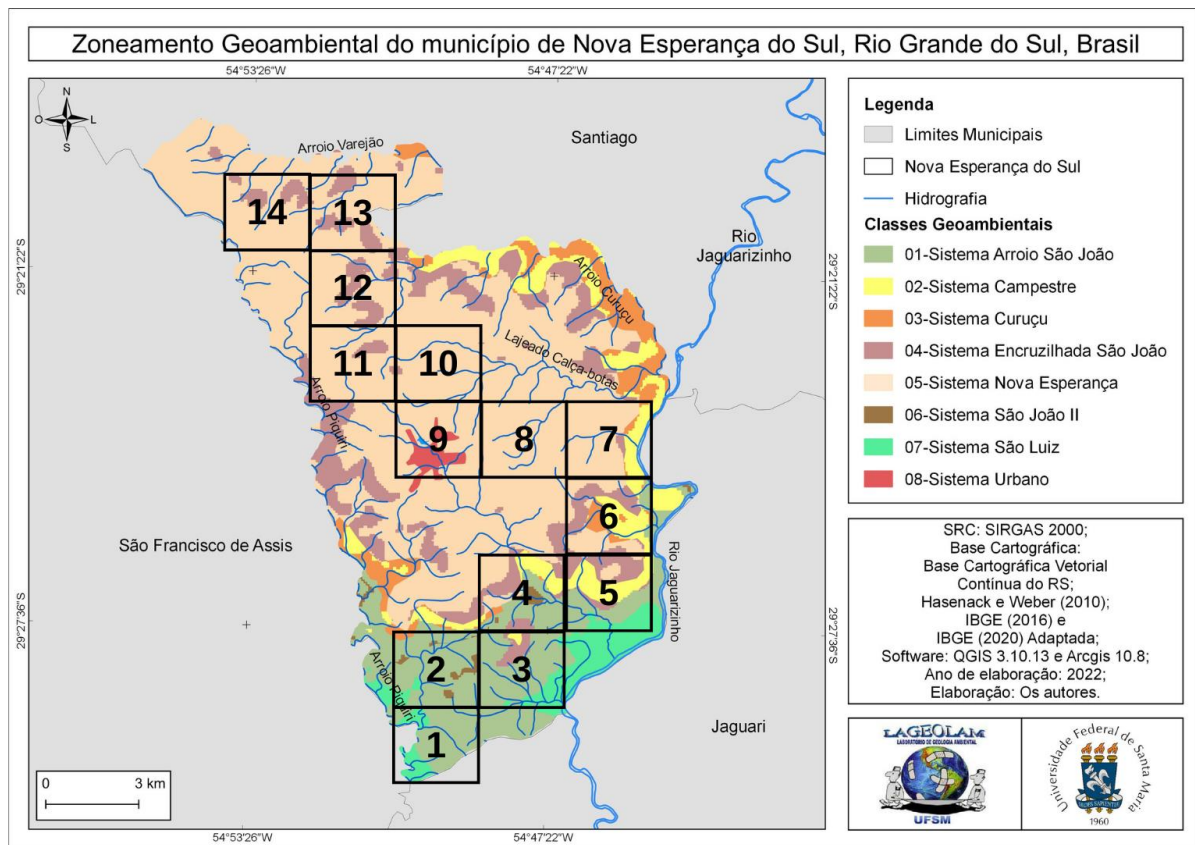 Zoneamento Geoambiental do município de Nova Esperança do Sul, Rio Grande do Sul, Brasil
54°53'26"W
54°47'22"W
N
O
L
S
Arroio Varejão
Santiago
14
13
Rio
Jaguarizinho
29°21'22"S
29°21'22"S
12
Arroio Curuçu
11
10
Lajeado Calça-botas
Arroio Piquiri
9
8
7
6
São Francisco de Assis
Rio Jaguarizinho
4
5
29°27'36"S
29°27'36"S
2
3
Arroio Piquiri
1
Jaguari
0
3 km
54°53'26"W
54°47'22"W
Legenda
Limites Municipais
Nova Esperança do Sul
Hidrografia
Classes Geoambientais
01-Sistema Arroio São João
02-Sistema Campestre
03-Sistema Curuçu
04-Sistema Encruzilhada São João
05-Sistema Nova Esperança
06-Sistema São João II
07-Sistema São Luiz
08-Sistema Urbano
SRC: SIRGAS 2000;
Base Cartográfica:
Base Cartográfica Vetorial
Contínua do RS;
Hasenack e Weber (2010);
IBGE (2016) e
IBGE (2020) Adaptada;
Software: QGIS 3.10.13 e Arcgis 10.8;
Ano de elaboração: 2022;
Elaboração: Os autores.
LAGEOLAM
LABORATÓRIO DE GEOLOGIA AMBIENTAL
UFSM
Universidade Federal de Santa Maria
1960